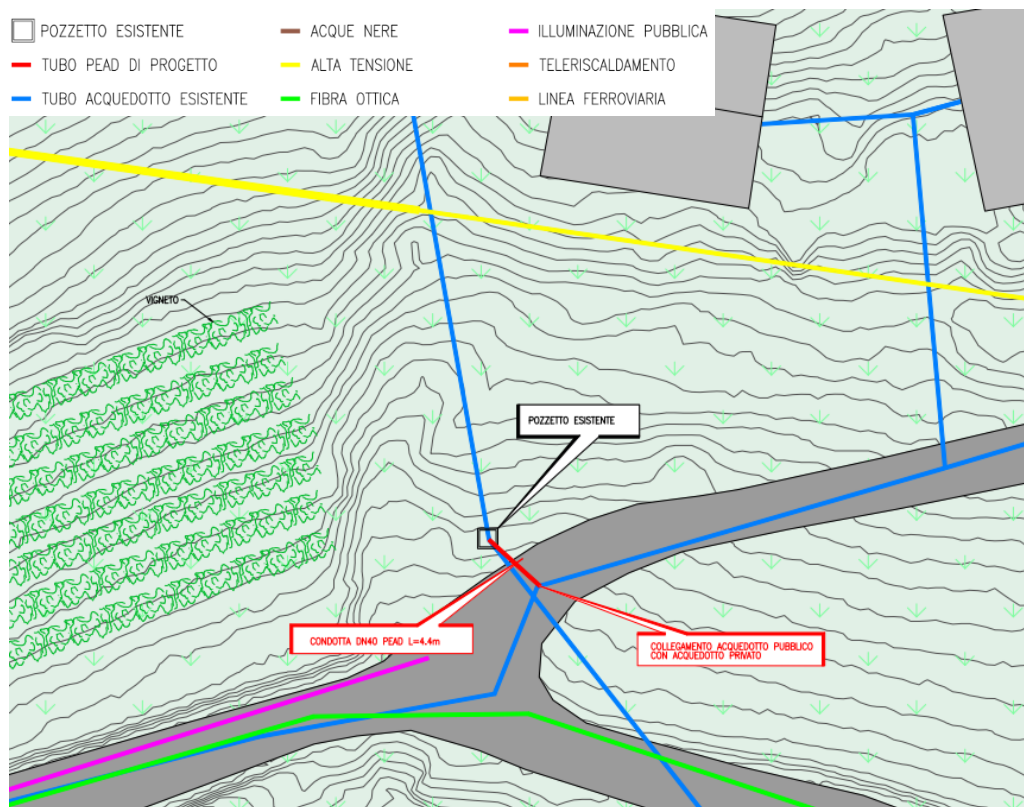 POZZETTO ESISTENTE
ACQUE NERE
ILLUMINAZIONE PUBBLICA
TUBO PEAD DI PROGETTO
ALTA TENSIONE
TELERISCALDAMENTO
TUBO ACQUEDOTTO ESISTENTE
FIBRA OTTICA
LINEA FERROVIARIA
VIGNETO
POZZETTO ESISTENTE
CONDOTTA DN40 PEAD L=4.4m
COLLEGAMENTO ACQUEDOTTO PUBBLICO
CON ACQUEDOTTO PRIVATO